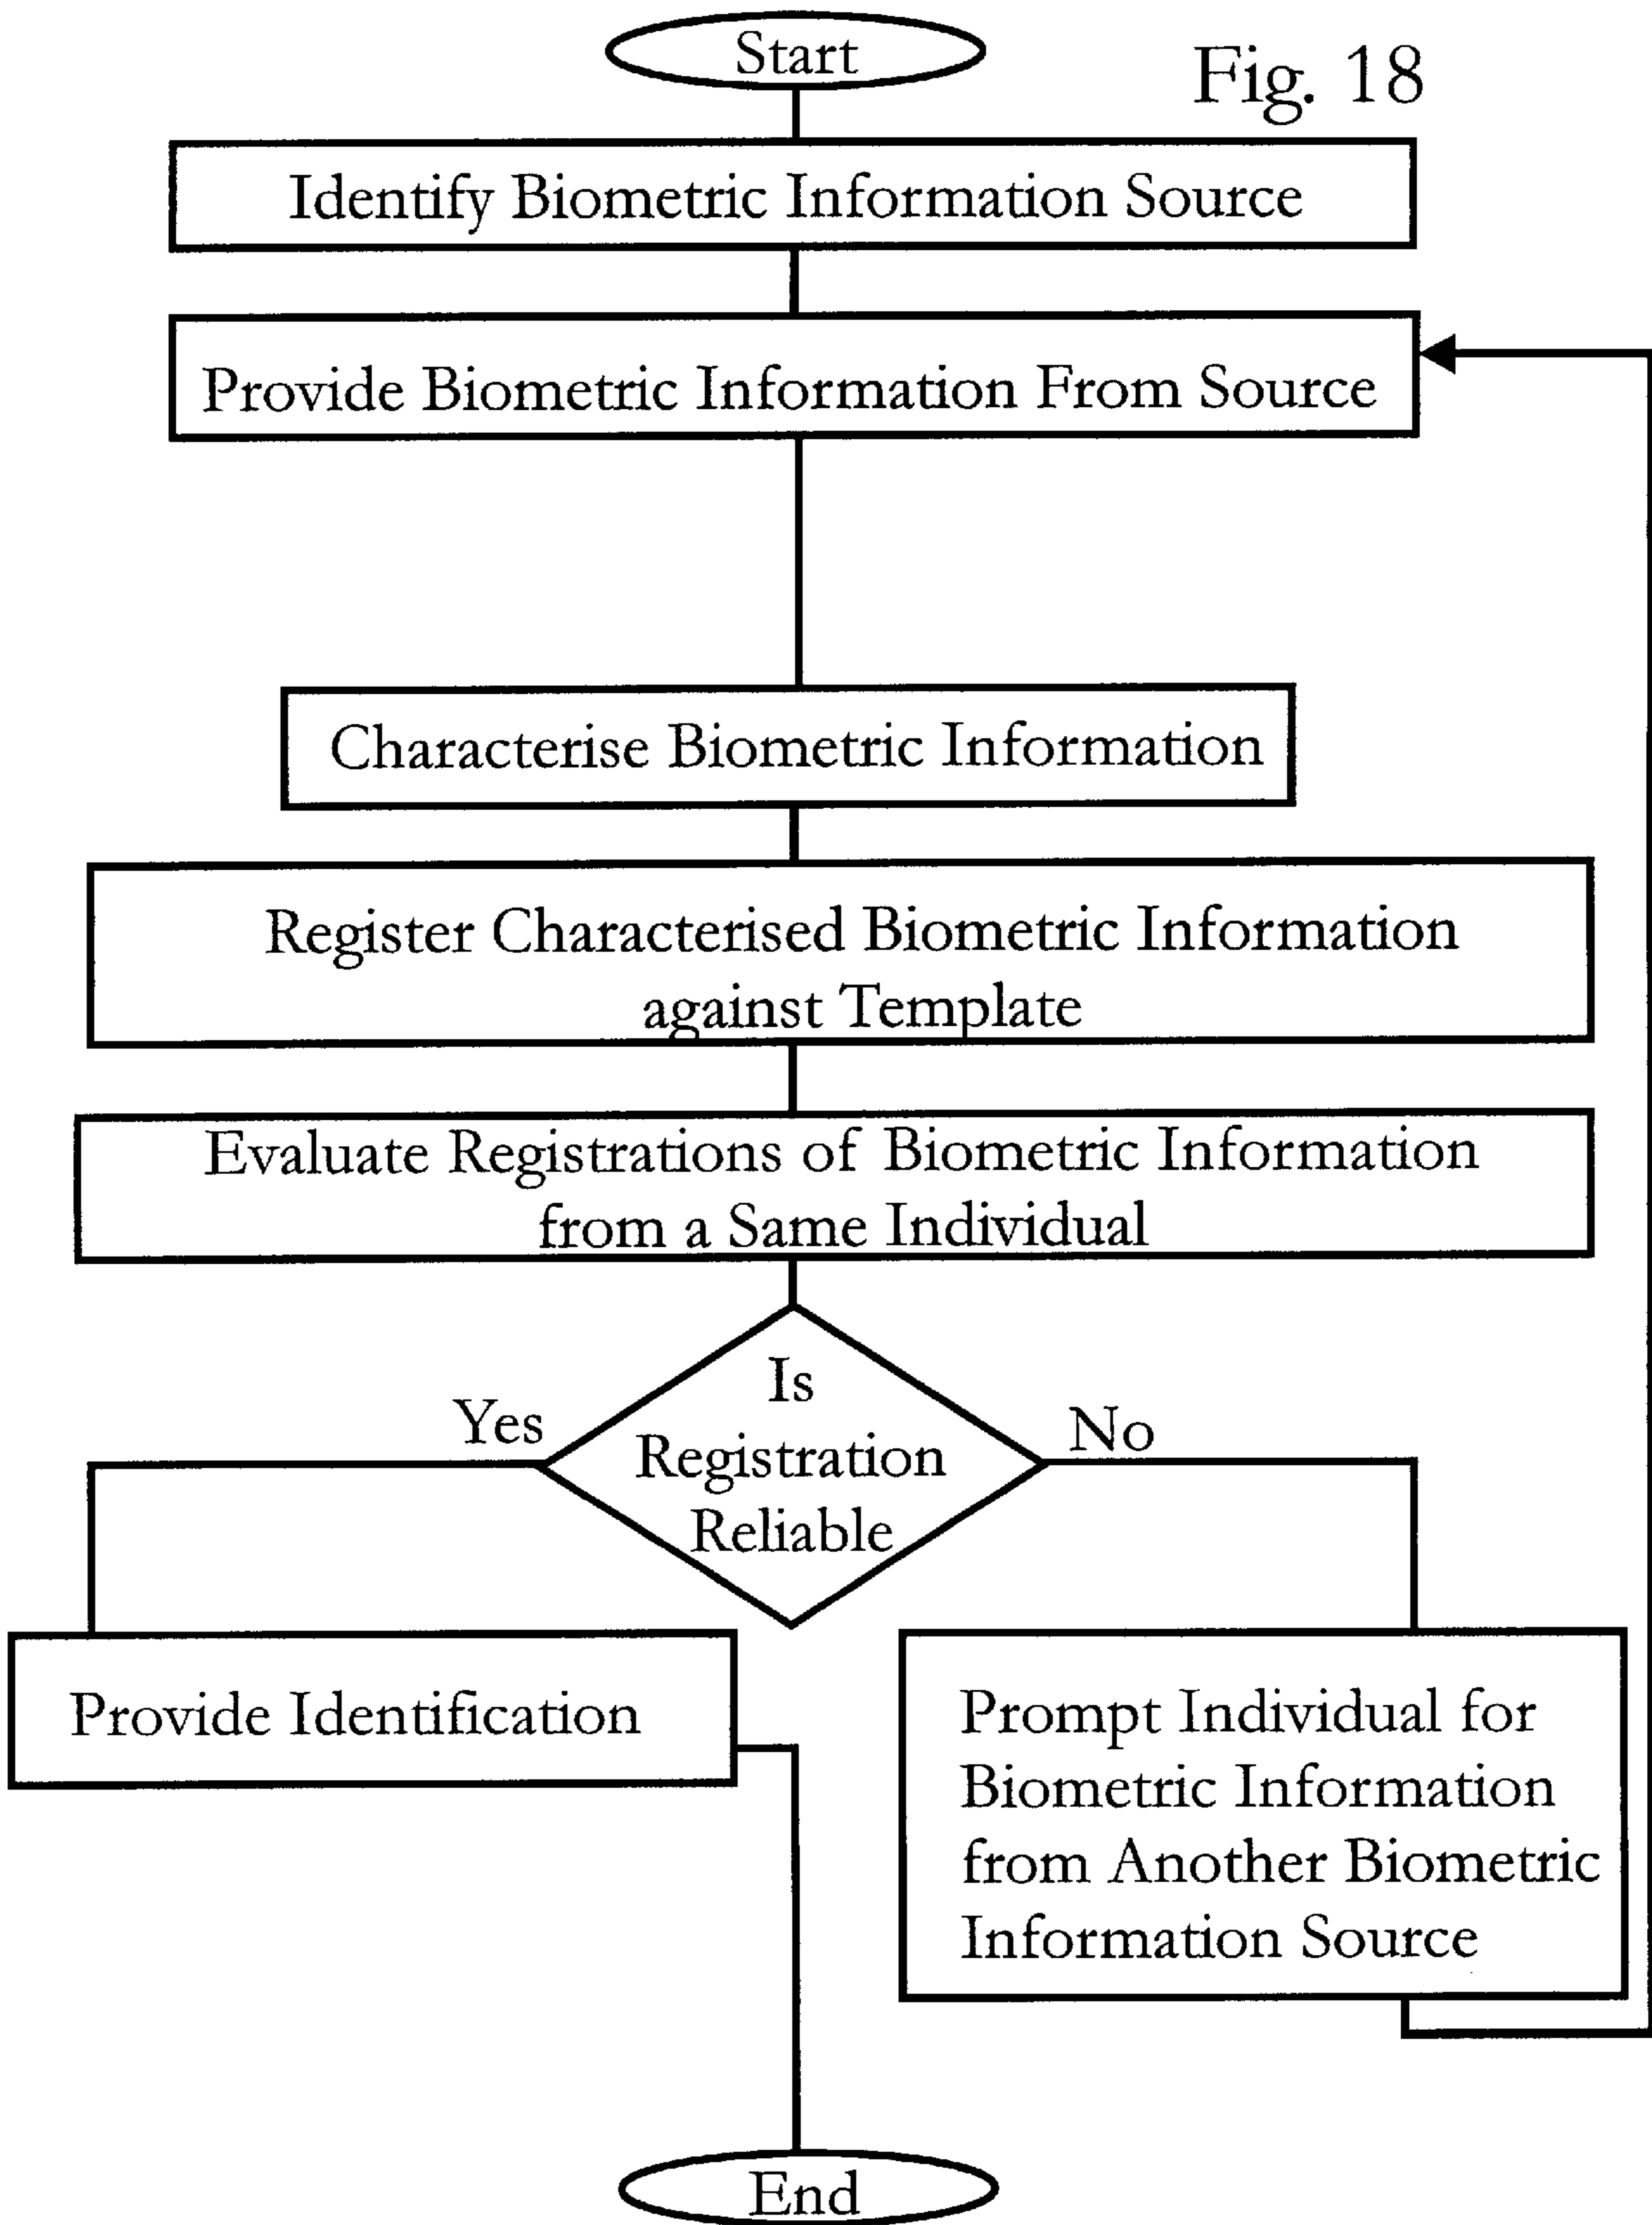 Start
Fig. 18
Identify Biometric Information Source
Provide Biometric Information From Source
Characterise Biometric Information
Register Characterised Biometric Information
against Template
Evaluate Registrations of Biometric Information
from a Same Individual
Is
Registration
Reliable
Yes
No
Provide Identification
Prompt Individual for
Biometric Information
from Another Biometric
Information Source
End